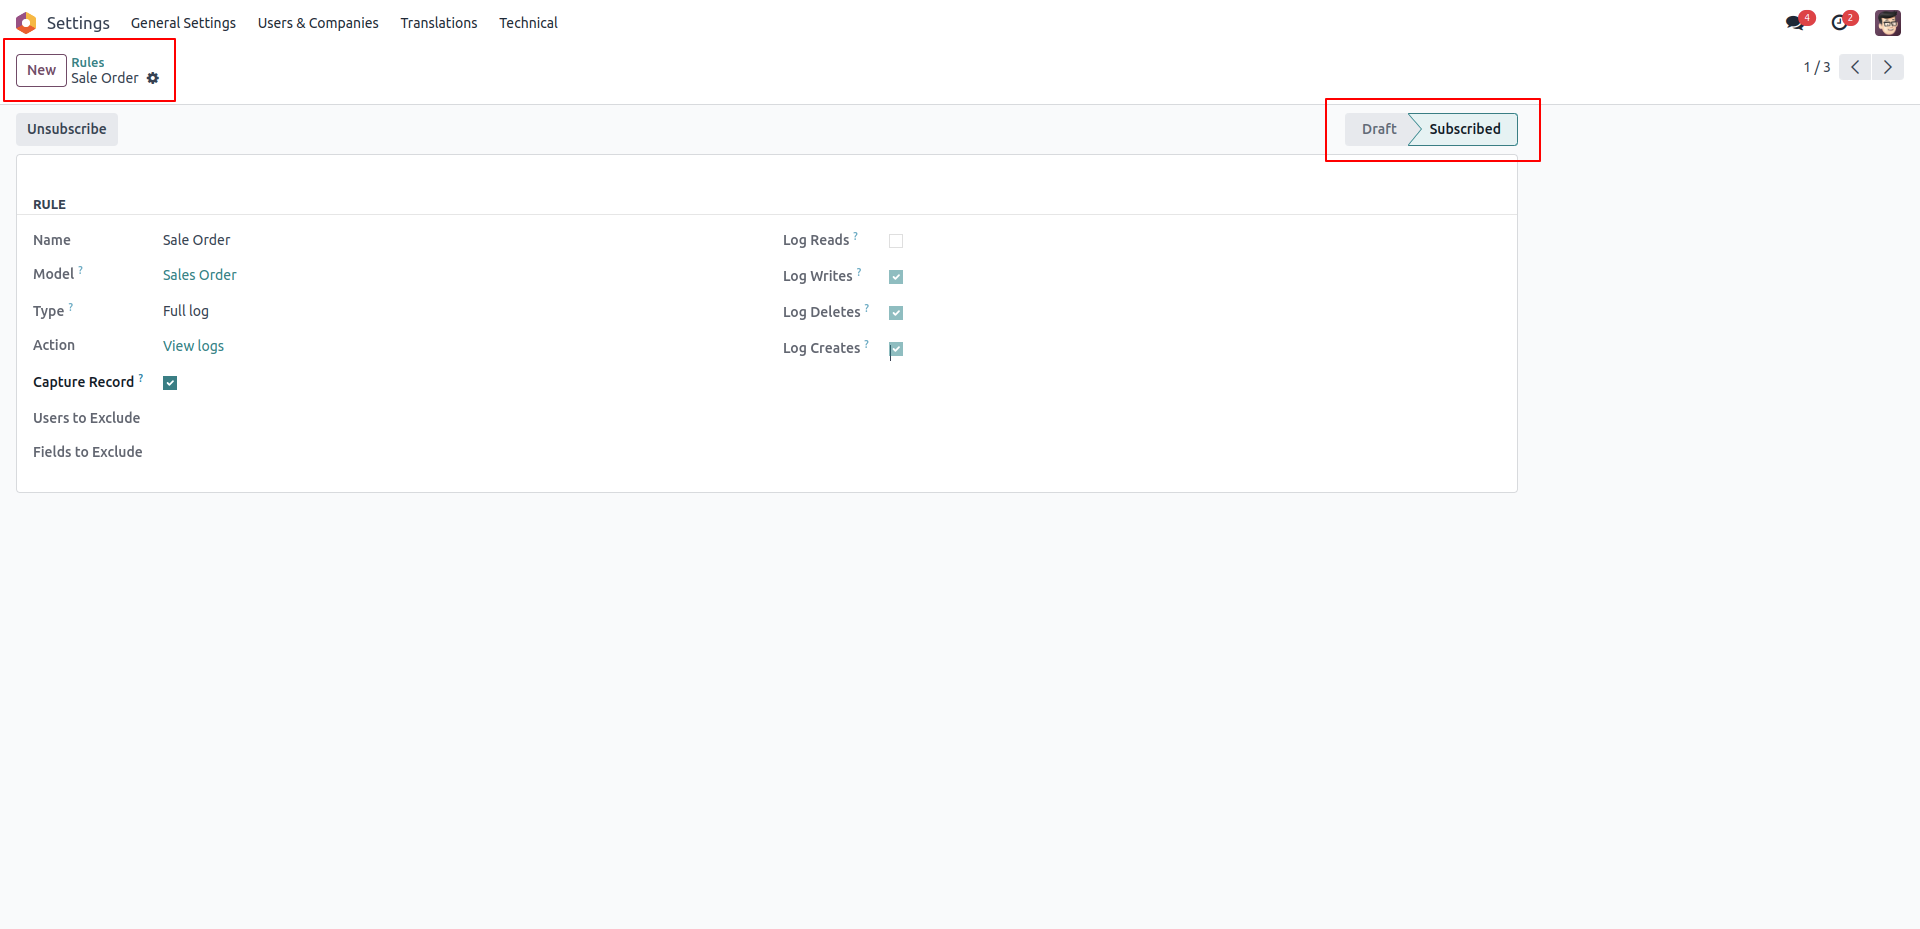 Settings General Settings Users & Companies Translations Technical 4 2
New Rules
Sale Order
1 / 3
Unsubscribe Draft Subscribed
RULE
Name Sale Order Log Reads ?
Model ? Sales Order Log Writes ?
Type ? Full log Log Deletes ?
Action View logs Log Creates ?
Capture Record ?
Users to Exclude
Fields to Exclude